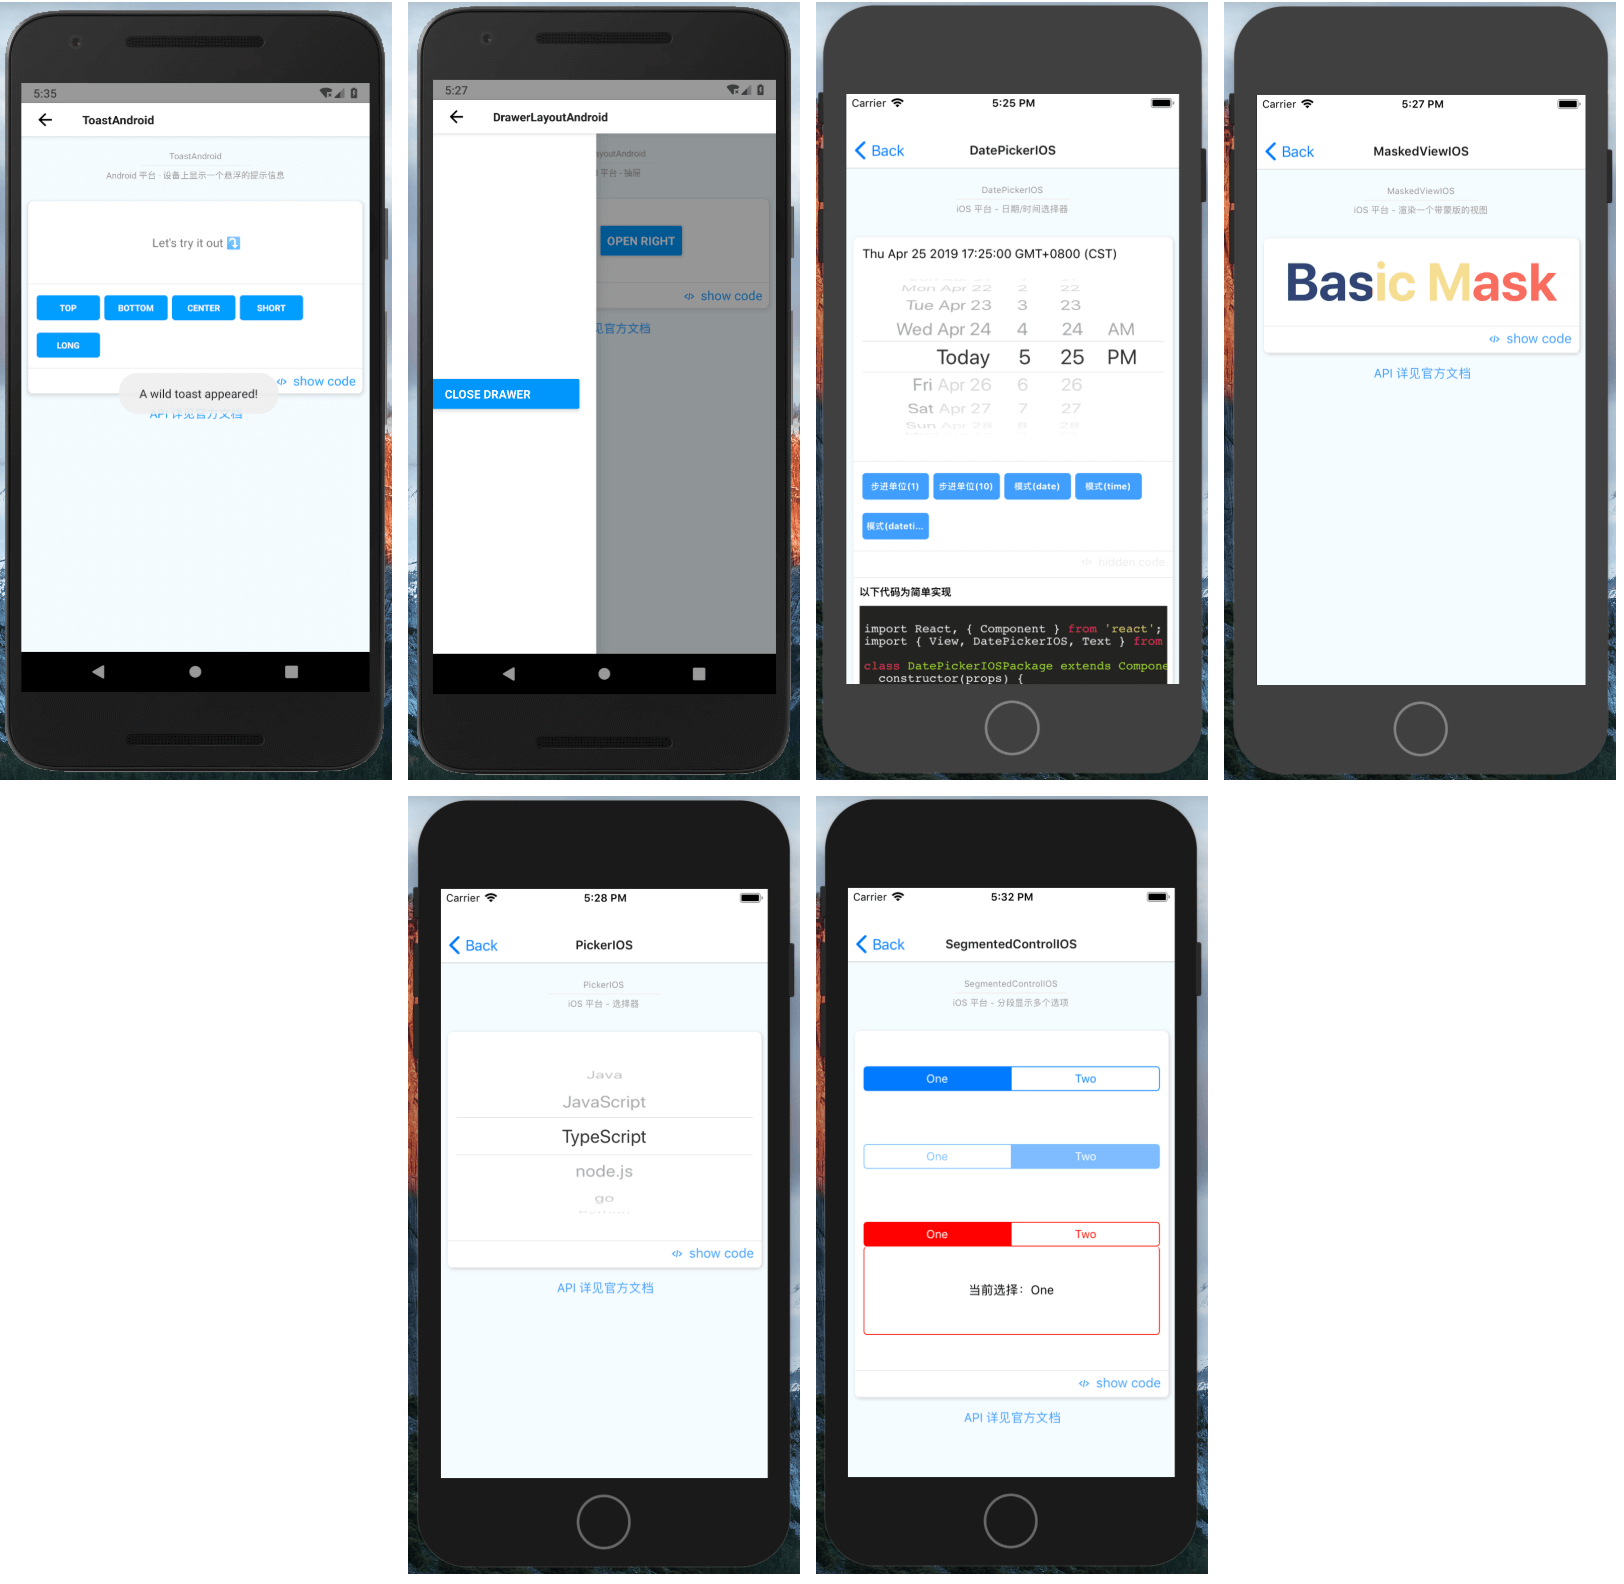 5:35
ToastAndroid
ToastAndroid
Android 平台 - 设备上显示一个悬浮的提示信息
Let's try it out
TOP
BOTTOM
CENTER
SHORT
LONG
show code
A wild toast appeared!
API 详见官方文档
5:27
DrawerLayoutAndroid
ayoutAndroid
平台 - 抽屉
OPEN RIGHT
</> show code
见官方文档
CLOSE DRAWER
Carrier
5:25 PM
Back
DatePickerIOS
DatePickerIOS
iOS 平台 - 日期/时间选择器
Thu Apr 25 2019 17:25:00 GMT+0800 (CST)
Mon Apr 22 2 22
Tue Apr 23 3 23
Wed Apr 24 4 24 AM
Today 5 25 PM
Fri Apr 26 6 26
Sat Apr 27 7 27
Sun Apr 28 8 28
步进单位(1)
步进单位(10)
模式(date)
模式(time)
模式(dateti...
</> hidden code
以下代码为简单实现
import React, { Component } from 'react';
import { View, DatePickerIOS, Text } from
class DatePickerIOSPackage extends Compone
constructor(props) {
Carrier
5:27 PM
Back
MaskedViewIOS
MaskedViewIOS
iOS 平台 - 渲染一个带蒙版的视图
Basic Mask
</> show code
API 详见官方文档
Carrier
5:28 PM
Back
PickerIOS
PickerIOS
iOS 平台 - 选择器
Java
JavaScript
TypeScript
node.js
go
</> show code
API 详见官方文档
Carrier
5:32 PM
Back
SegmentedControlIOS
SegmentedControlIOS
iOS 平台 - 分段显示多个选项
One Two
One Two
One Two
当前选择：One
</> show code
API 详见官方文档